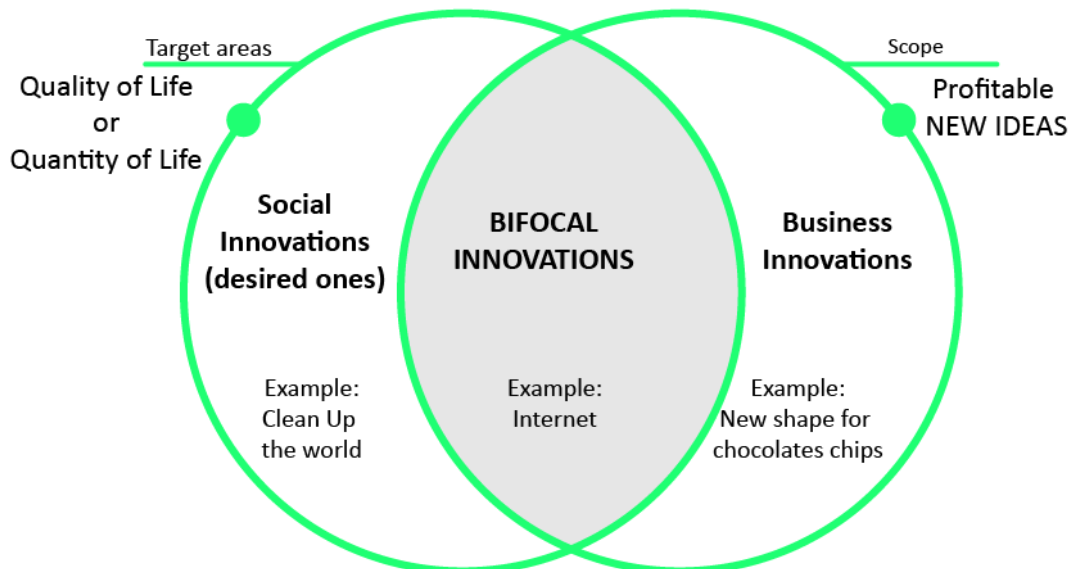 Target areas
Quality of Life
or
Quantity of Life
Scope
Profitable
NEW IDEAS
Social
Innovations
(desired ones)
BIFOCAL
INNOVATIONS
Business
Innovations
Example:
Clean Up
the world
Example:
Internet
Example:
New shape for
chocolates chips